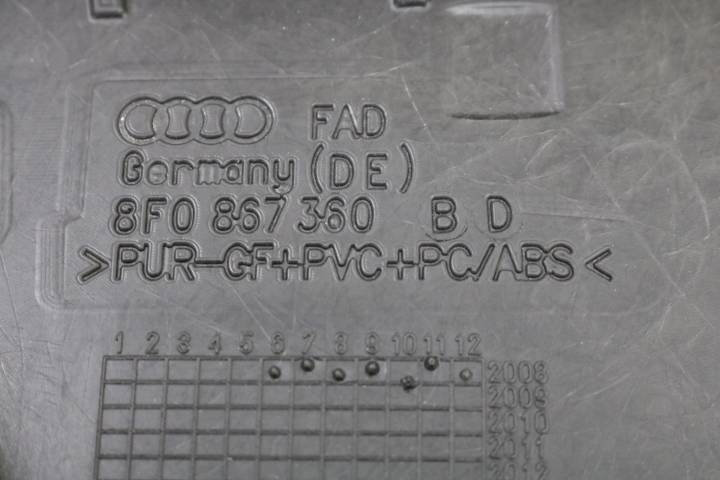 FAD
Germany (DE)
8F0 867 360 B D
>PUR-GF+PVC+PC/ABS<
1 2 3 4 5 6 7 8 9 10 11 12
2008
2009
2010
2011
2012